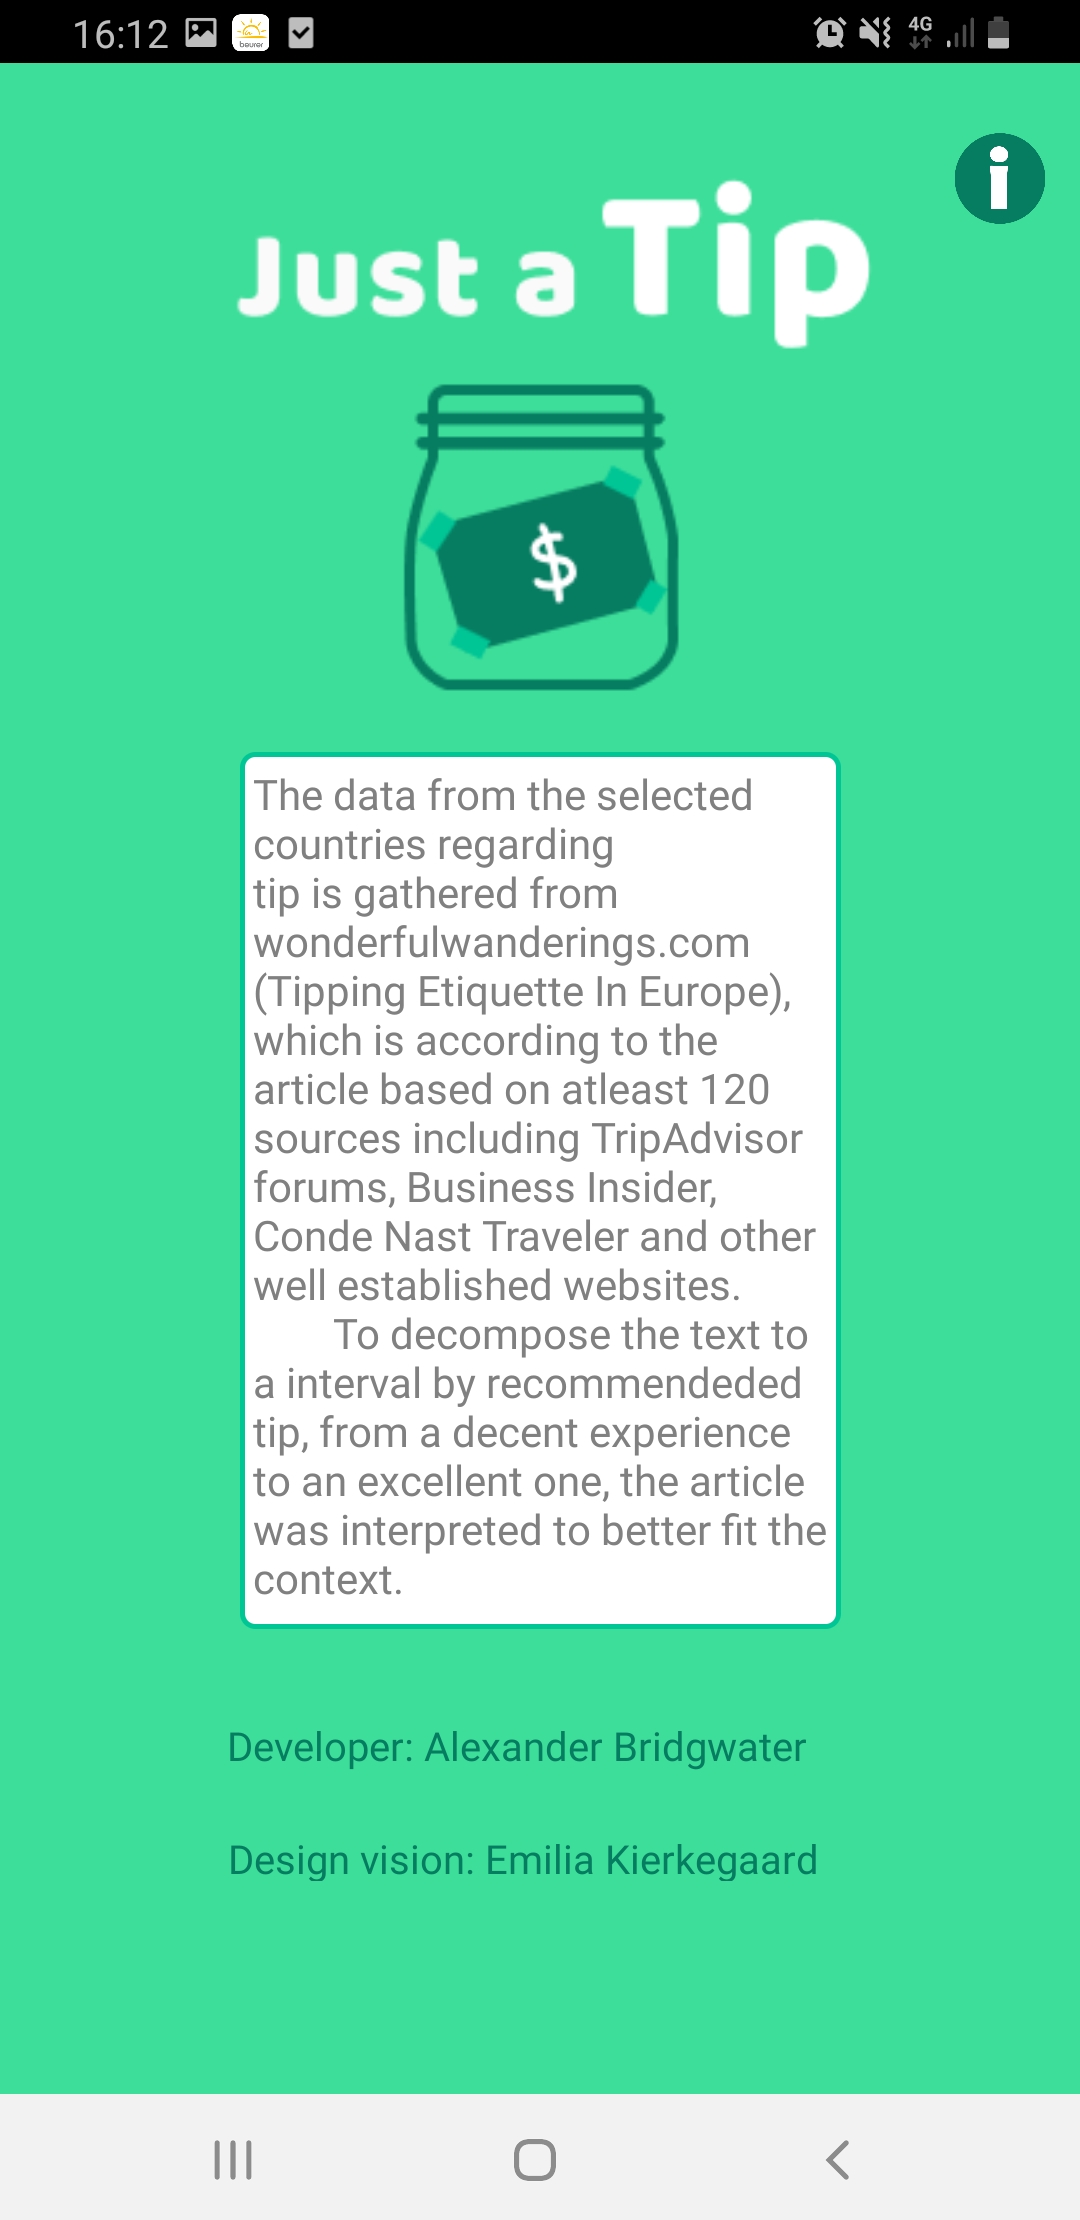 16:12
beurer
4G
Just a Tip
$
The data from the selected
countries regarding
tip is gathered from
wonderfulwanderings.com
(Tipping Etiquette In Europe),
which is according to the
article based on atleast 120
sources including TripAdvisor
forums, Business Insider,
Conde Nast Traveler and other
well established websites.
To decompose the text to
a interval by recommendeded
tip, from a decent experience
to an excellent one, the article
was interpreted to better fit the
context.
Developer: Alexander Bridgwater
Design vision: Emilia Kierkegaard